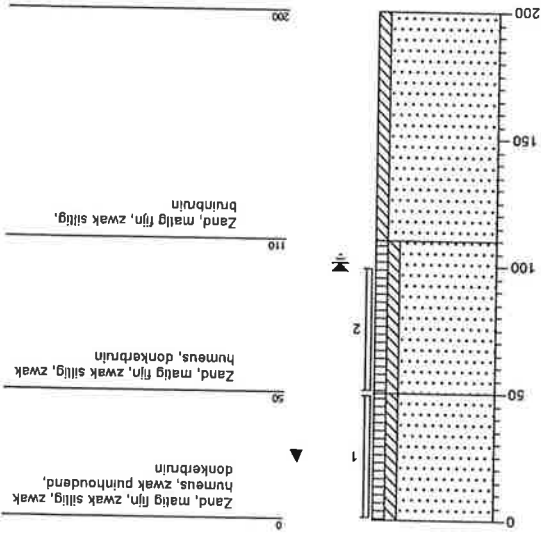 0
50
100
150
200
1
2
0
Zand, matig fijn, zwak siltig, zwak
humeus, zwak puinhoudend,
donkerbruin
50
Zand, matig fijn, zwak siltig, zwak
humeus, donkerbruin
110
Zand, matig fijn, zwak siltig,
bruinbruin
200